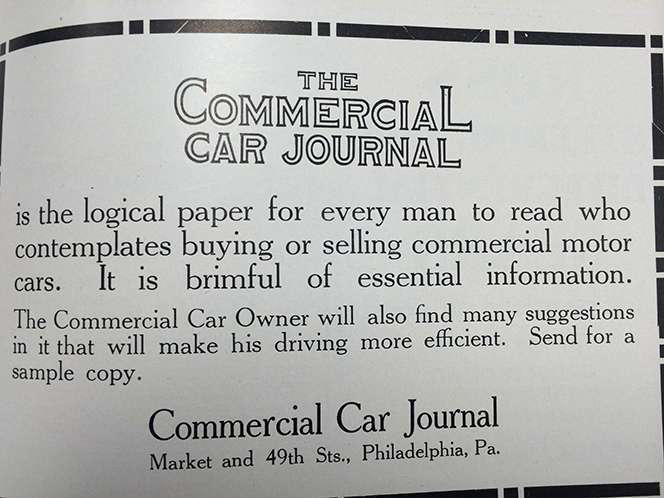 THE
COMMERCIAL
CAR JOURNAL
is the logical paper for every man to read who
contemplates buying or selling commercial motor
cars. It is brimful of essential information.
The Commercial Car Owner will also find many suggestions
in it that will make his driving more efficient. Send for a
sample copy.
Commercial Car Journal
Market and 49th Sts., Philadelphia, Pa.